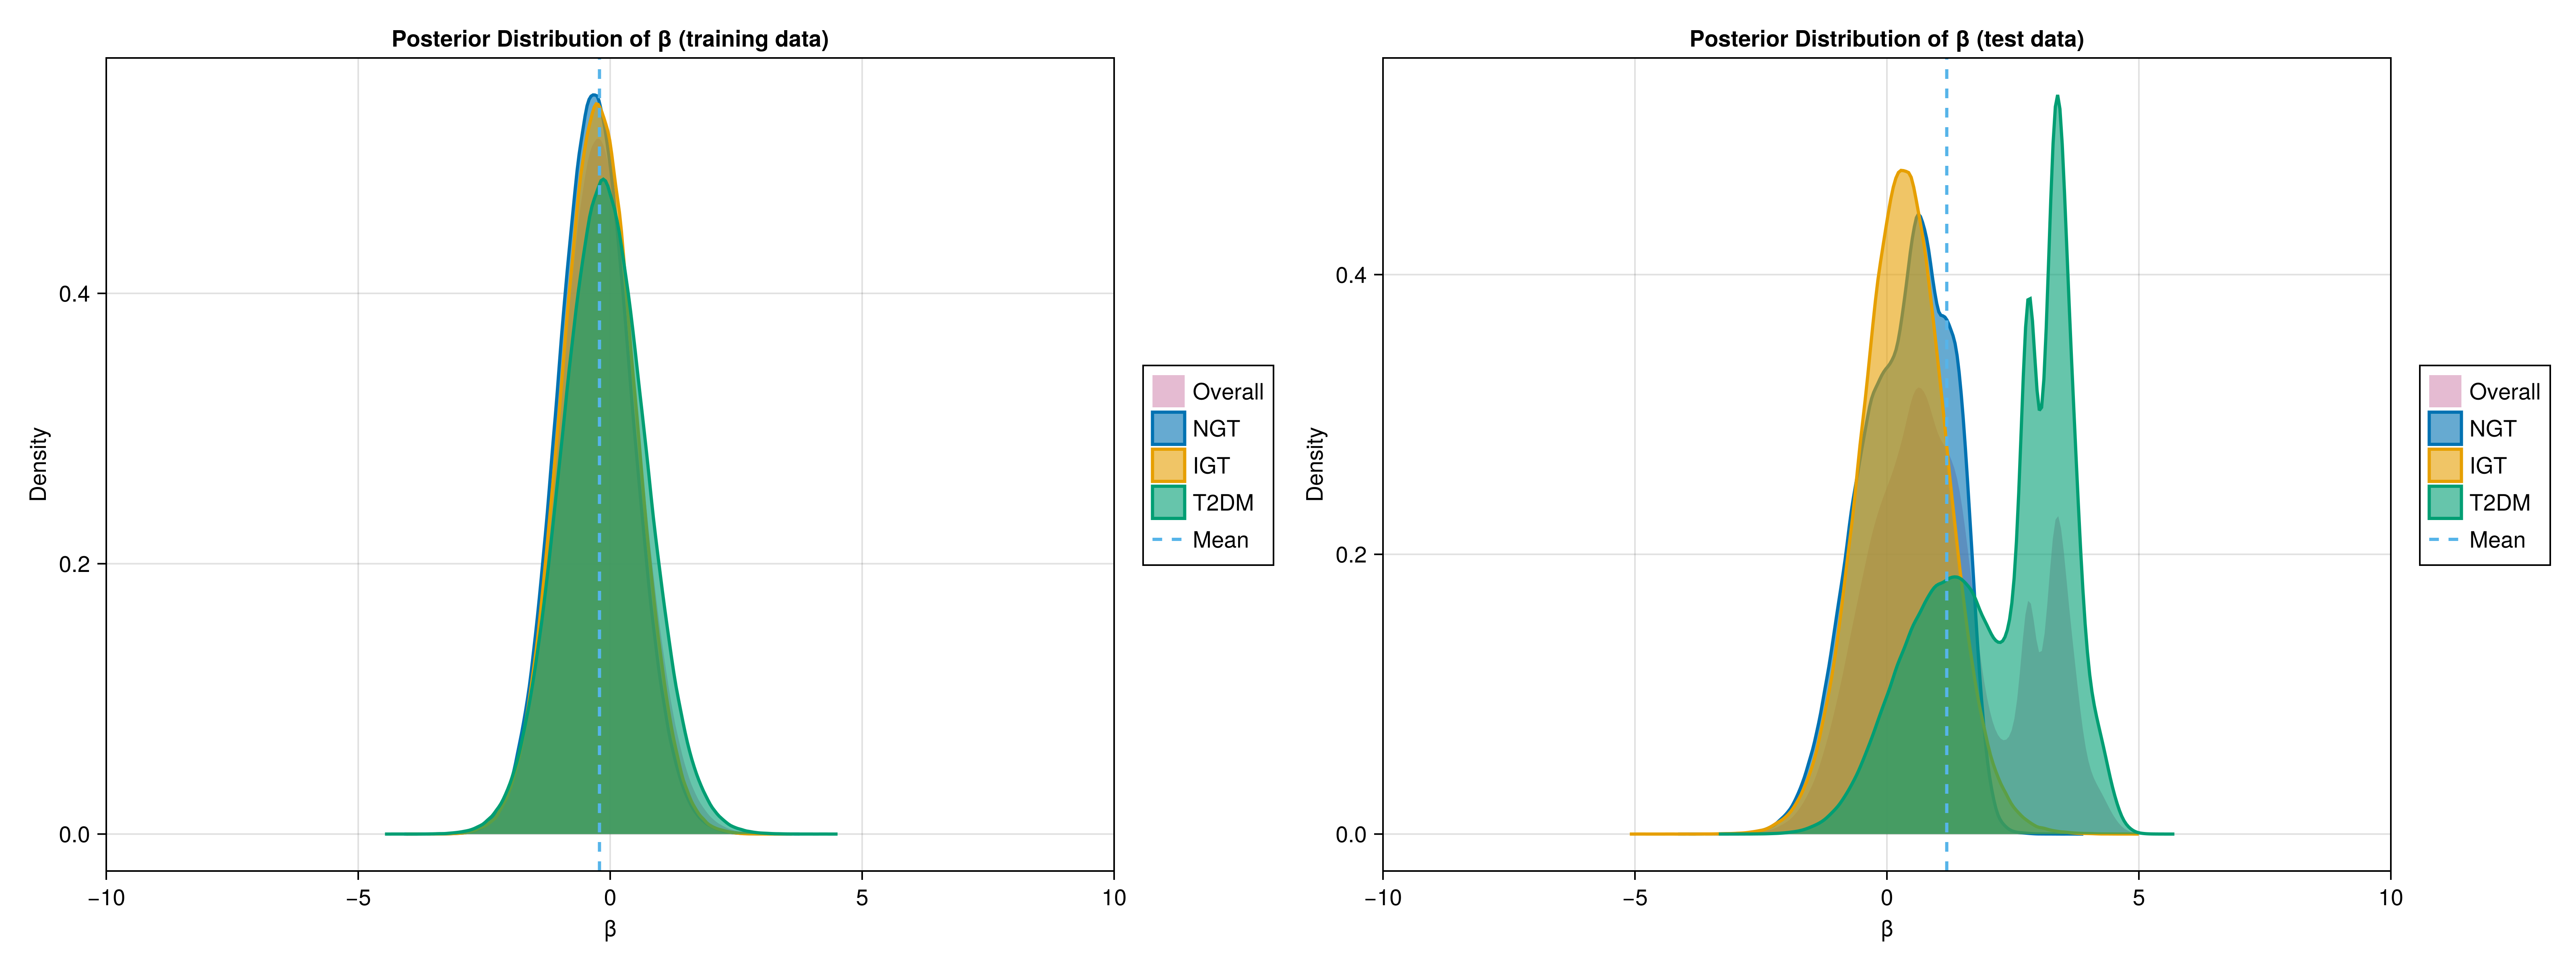 Posterior Distribution of β (training data)
Density
0.4
0.2
0.0
−10
−5
0
5
10
β
Overall
NGT
IGT
T2DM
Mean
Posterior Distribution of β (test data)
Density
0.4
0.2
0.0
−10
−5
0
5
10
β
Overall
NGT
IGT
T2DM
Mean